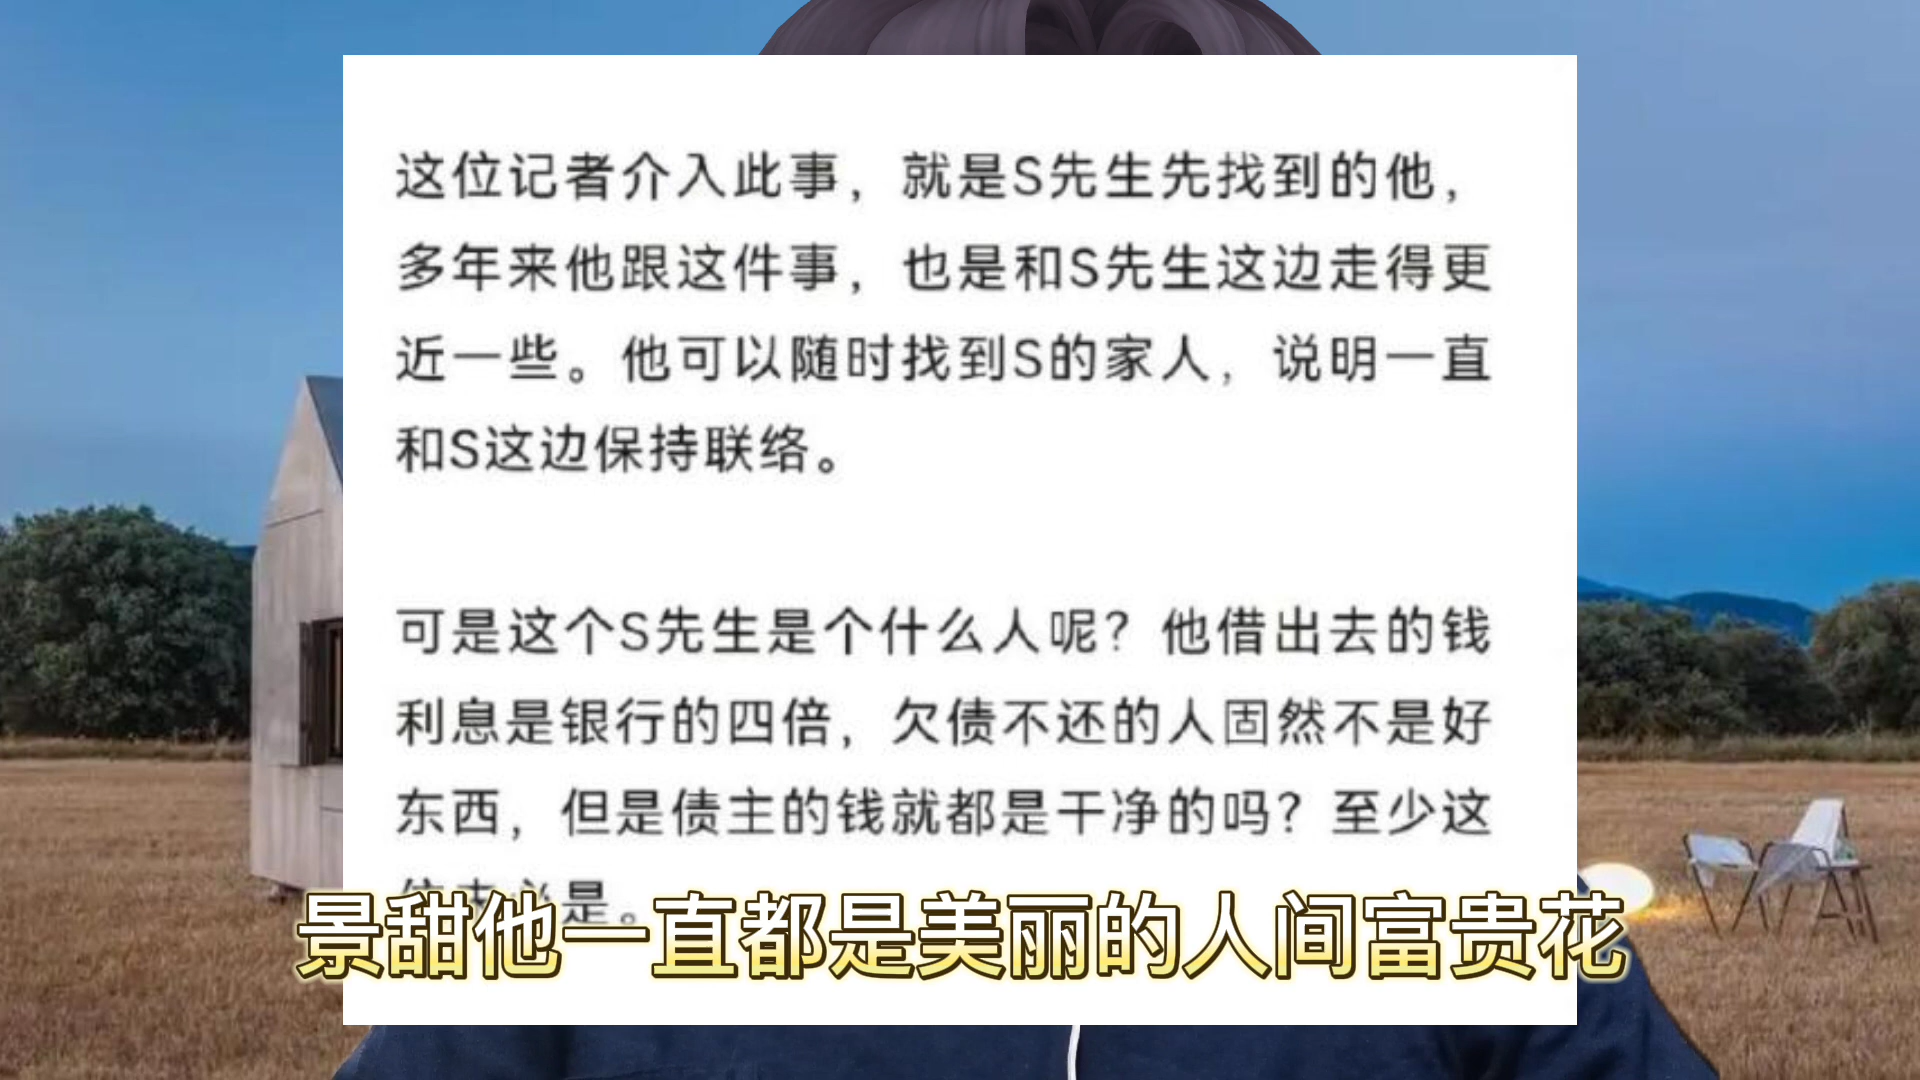 这位记者介入此事，就是S先生先找到的他，
多年来他跟这件事，也是和S先生这边走得更
近一些。他可以随时找到S的家人，说明一直
和S这边保持联络。
可是这个S先生是个什么人呢？他借出去的钱
利息是银行的四倍，欠债不还的人固然不是好
东西，但是债主的钱就都是干净的吗？至少这
是。
景甜他一直都是美丽的人间富贵花